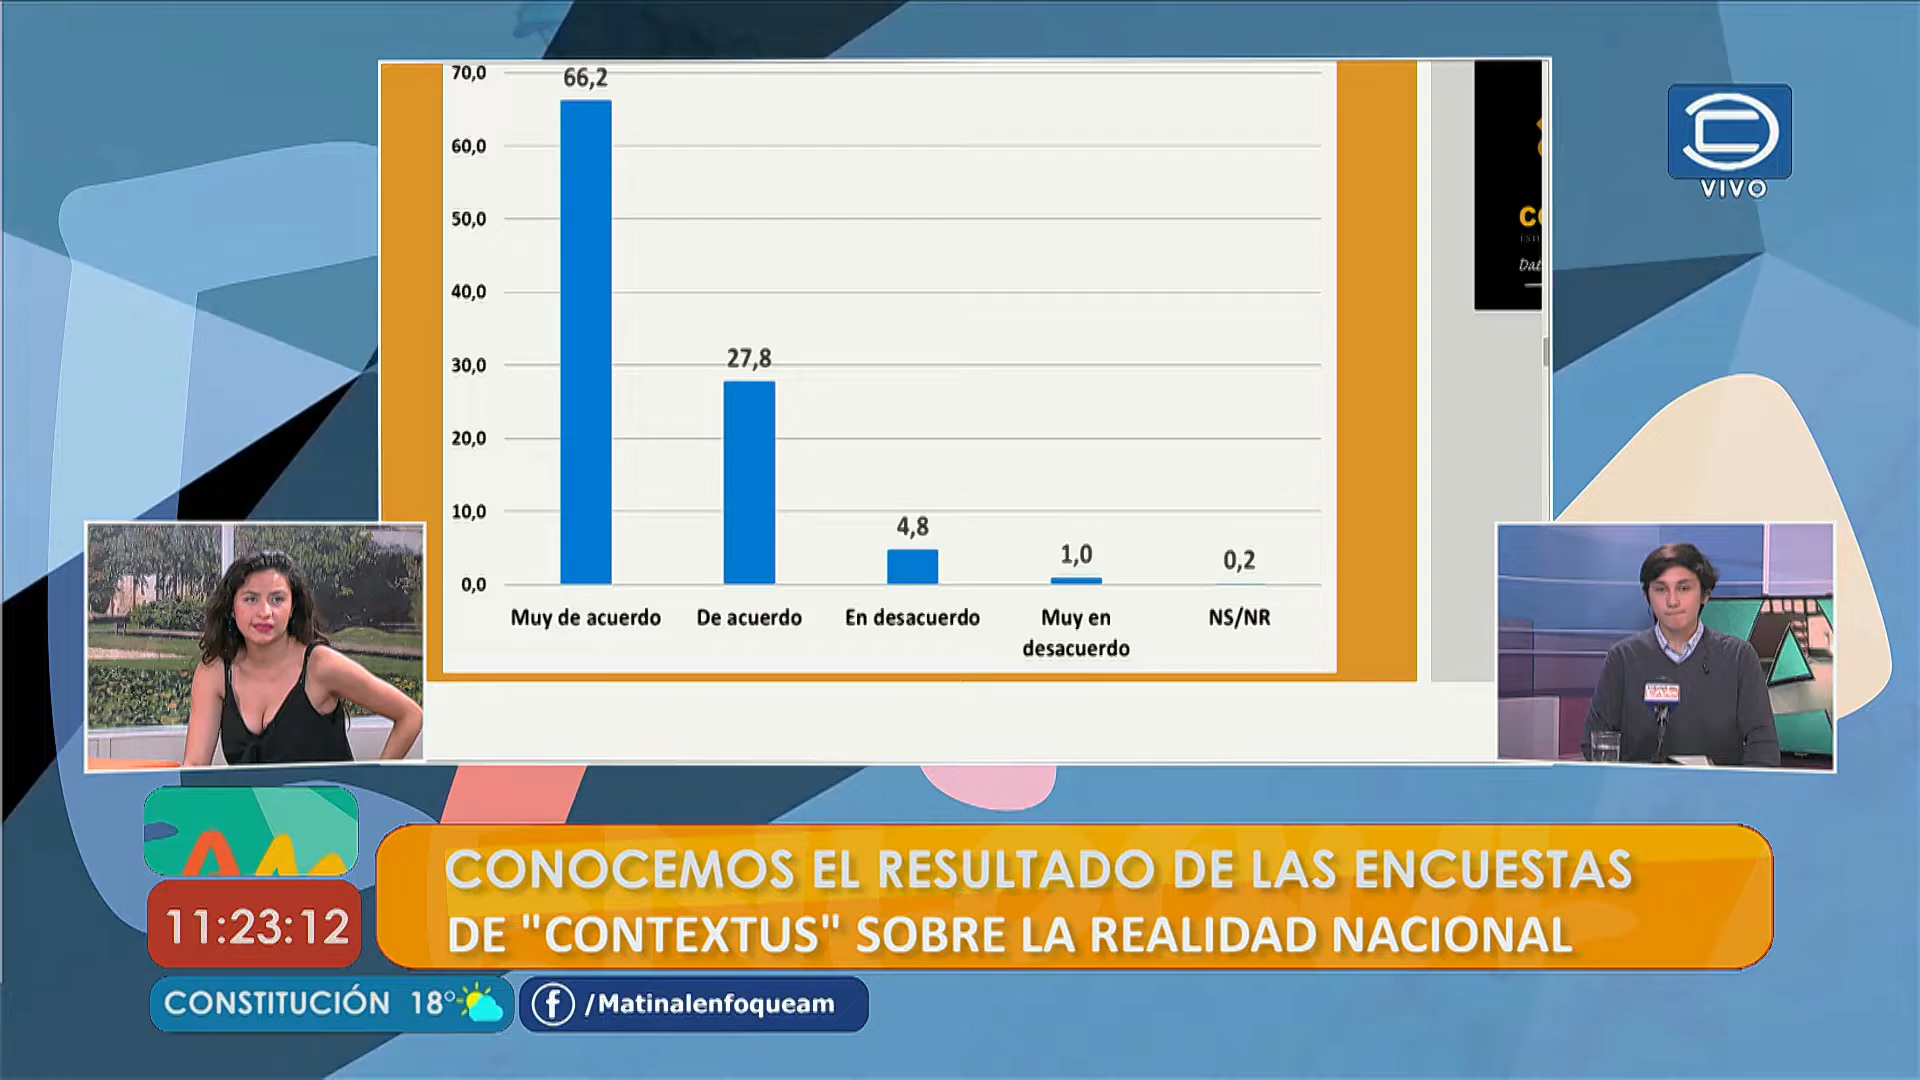 70,0
66,2
60,0
50,0
40,0
30,0
27,8
20,0
10,0
4,8
1,0
0,2
0,0
Muy de acuerdo
De acuerdo
En desacuerdo
Muy en
desacuerdo
NS/NR
VIVO
CONOCEMOS EL RESULTADO DE LAS ENCUESTAS
DE "CONTEXTUS" SOBRE LA REALIDAD NACIONAL
11:23:12
CONSTITUCIÓN 18°
/Matinalenfoqueam